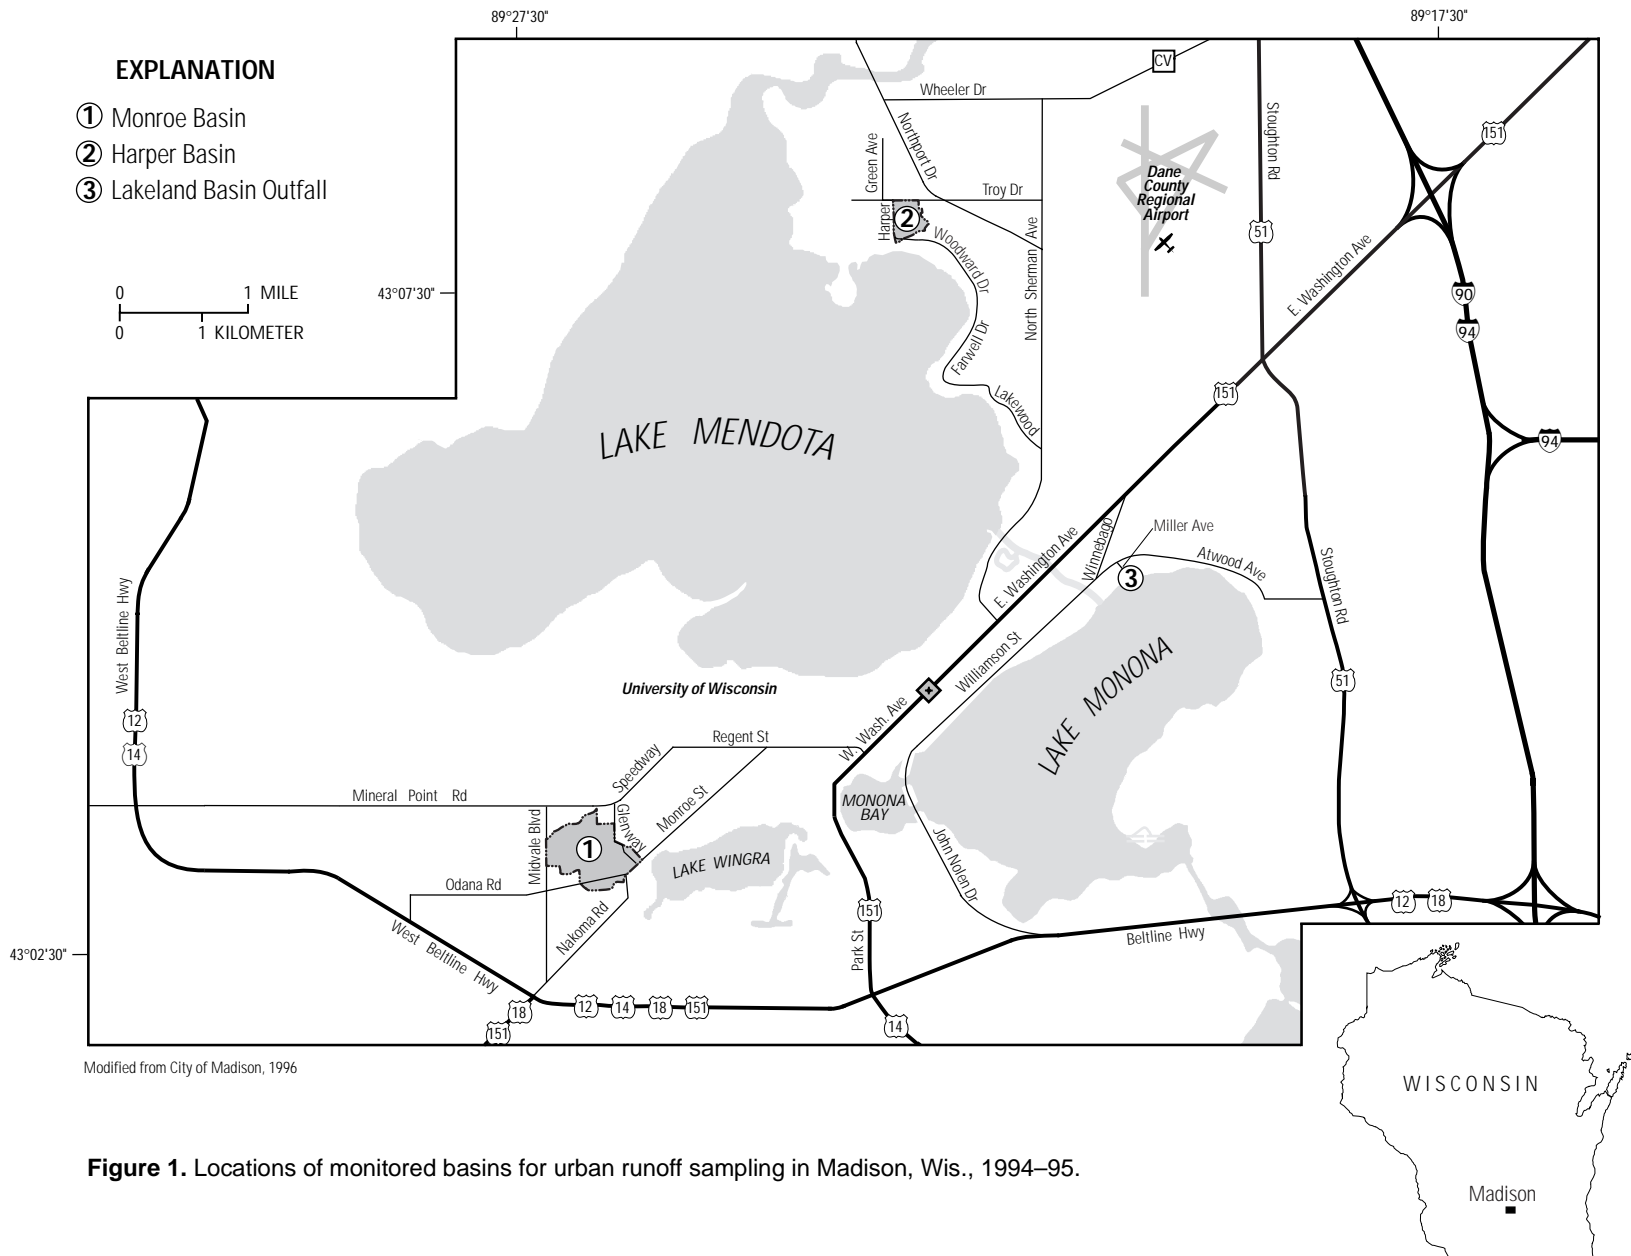 89°27'30"
89°17'30"
EXPLANATION
1 Monroe Basin
2 Harper Basin
3 Lakeland Basin Outfall
0 1 MILE
0 1 KILOMETER
43°07'30"
43°02'30"
CV
Wheeler Dr
Northport Dr
Green Ave
Troy Dr
Harper
2
Woodward Dr
Farwell Dr
Lakewood
North Sherman Ave
Dane
County
Regional
Airport
Stoughton Rd
51
151
E. Washington Ave
90
94
151
94
LAKE MENDOTA
E. Washington Ave
Winnebago
Miller Ave
3
Atwood Ave
Stoughton Rd
51
West Beltline Hwy
12
14
University of Wisconsin
Williamson St
W. Wash. Ave
LAKE MONONA
Regent St
Speedway
Mineral Point Rd
Monroe St
Glenway
Midvale Blvd
1
MONONA
BAY
LAKE WINGRA
John Nolen Dr
Odana Rd
Nakoma Rd
West Beltline Hwy
151
Park St
Beltline Hwy
12
18
18
151
12
14
18
151
14
Modified from City of Madison, 1996
WISCONSIN
Madison
Figure 1. Locations of monitored basins for urban runoff sampling in Madison, Wis., 1994–95.